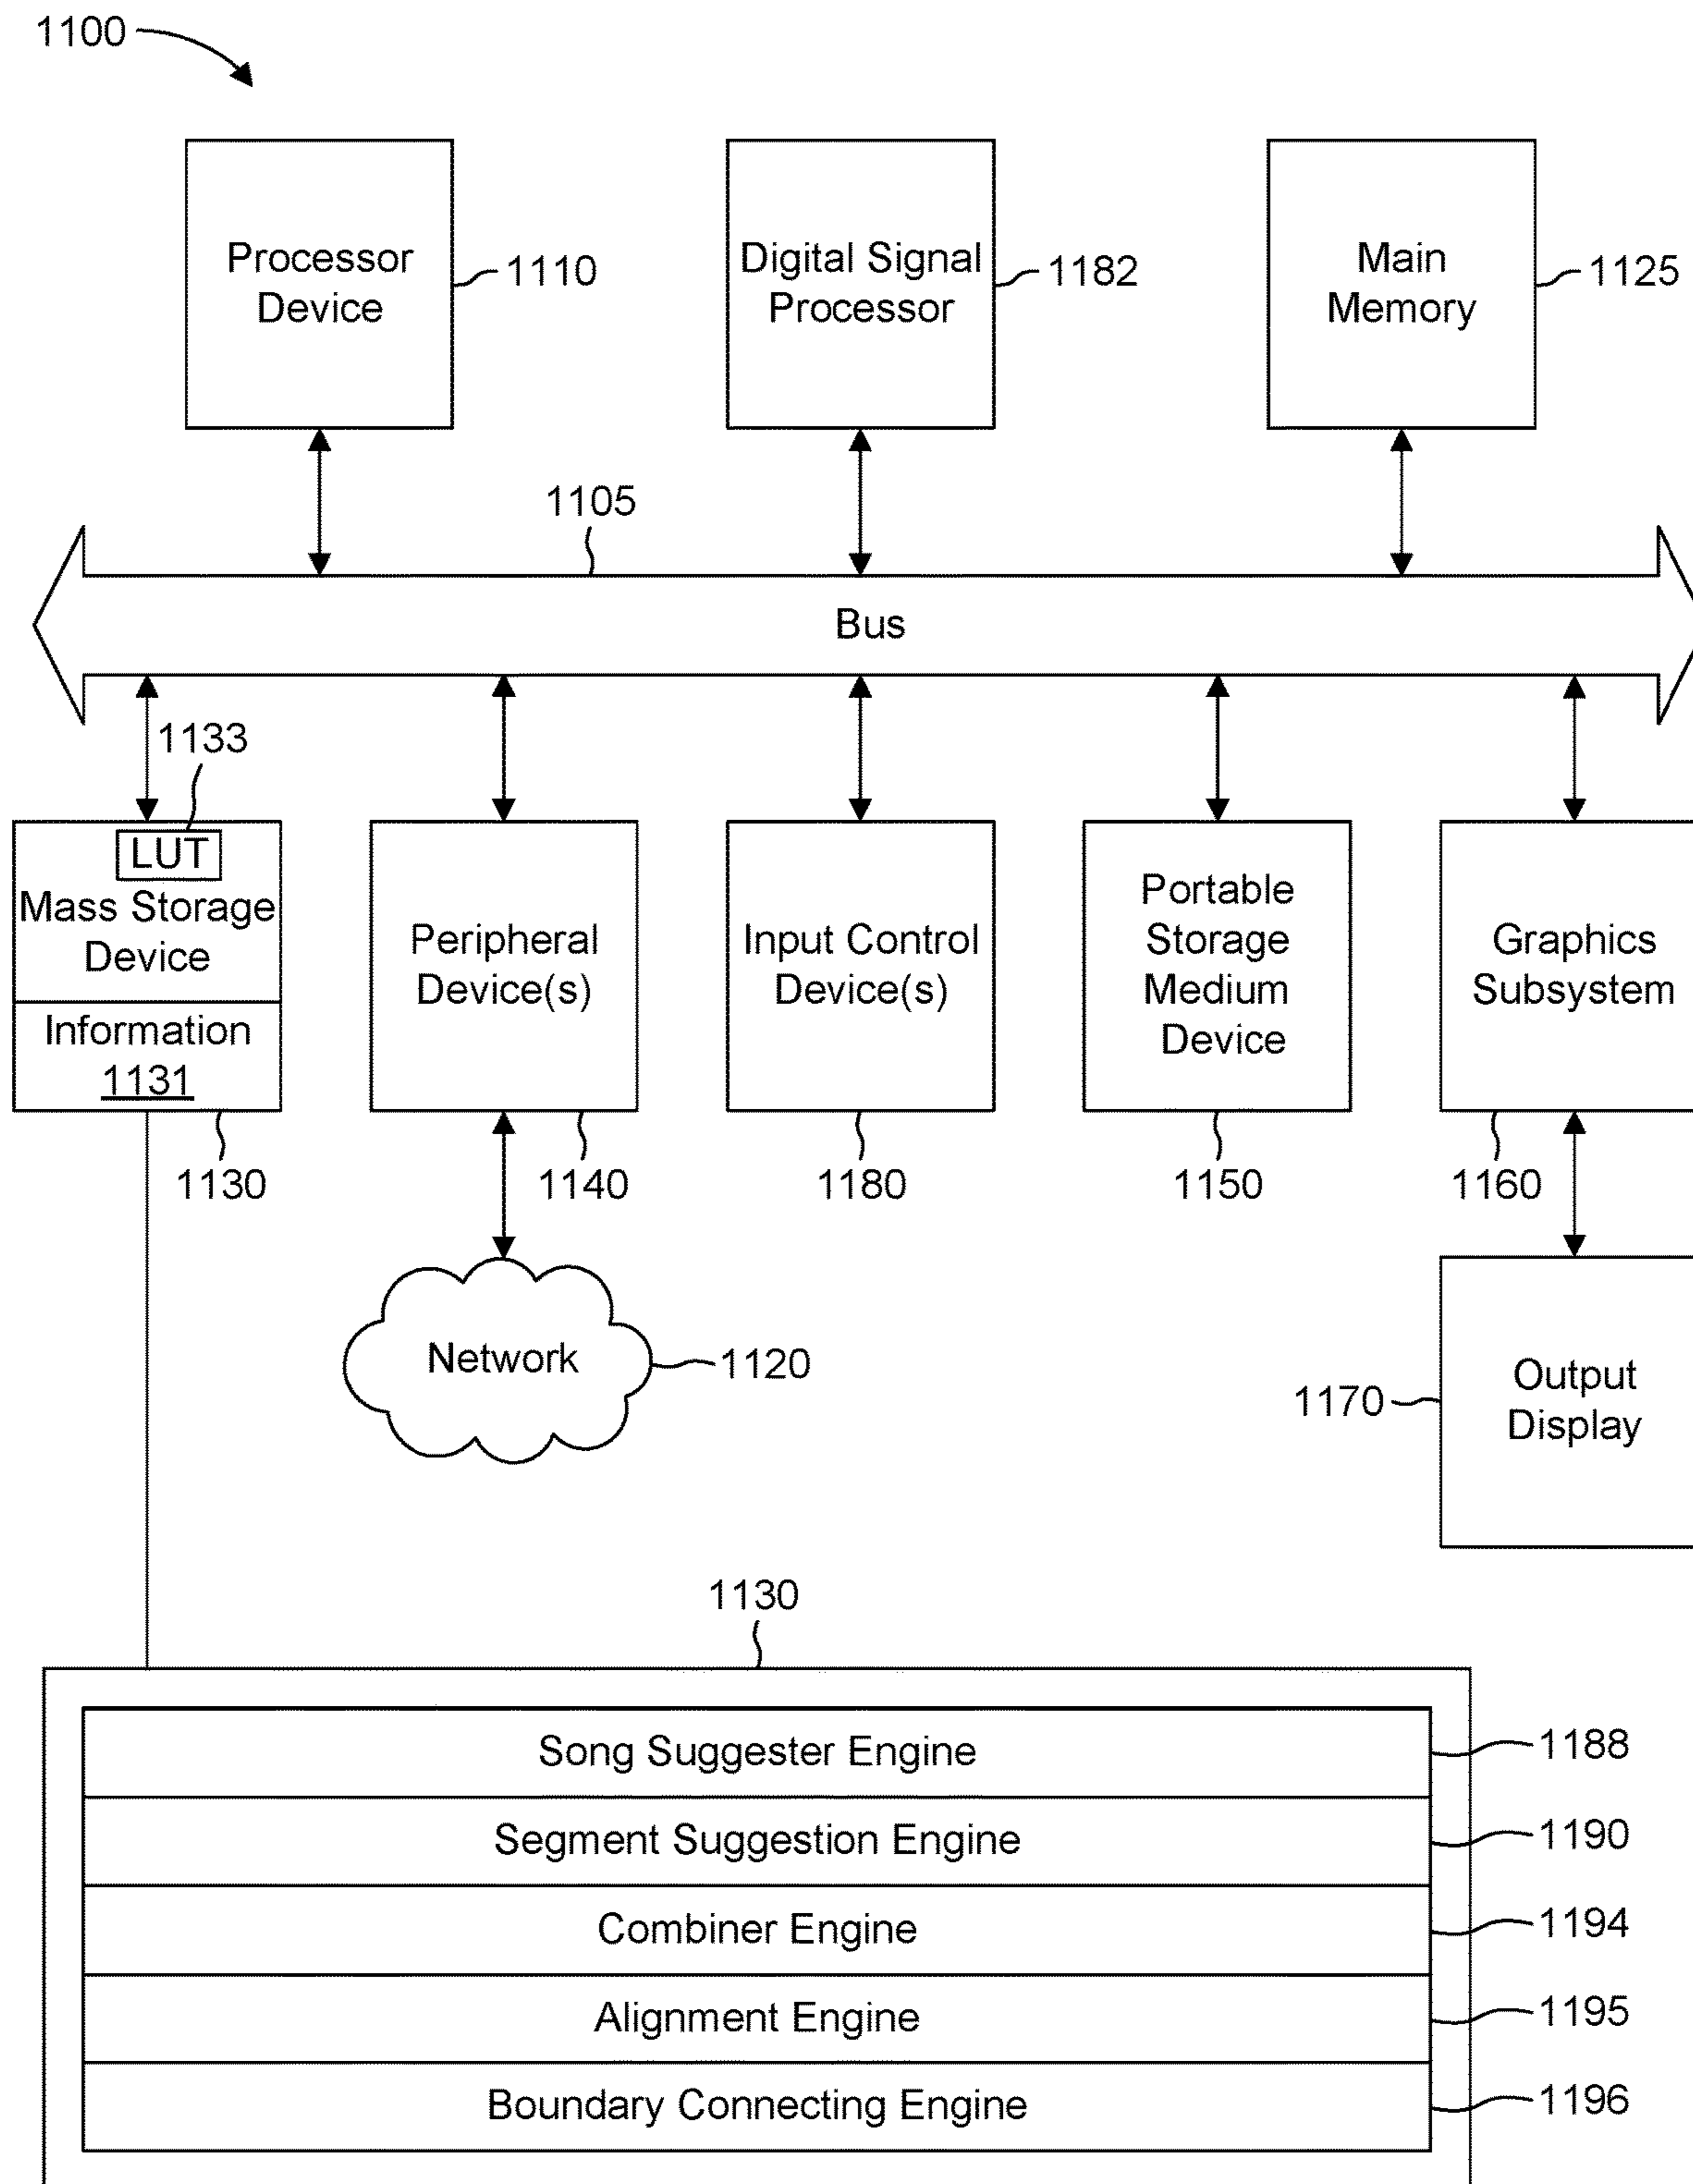 1100
Processor
Device
1110
Digital Signal
Processor
1182
Main
Memory
1125
1105
Bus
1133
LUT
Mass Storage
Device
Information
1131
1130
Peripheral
Device(s)
1140
Input Control
Device(s)
1180
Portable
Storage
Medium
Device
1150
Graphics
Subsystem
1160
Network
1120
1170
Output
Display
1130
Song Suggester Engine
1188
Segment Suggestion Engine
1190
Combiner Engine
1194
Alignment Engine
1195
Boundary Connecting Engine
1196